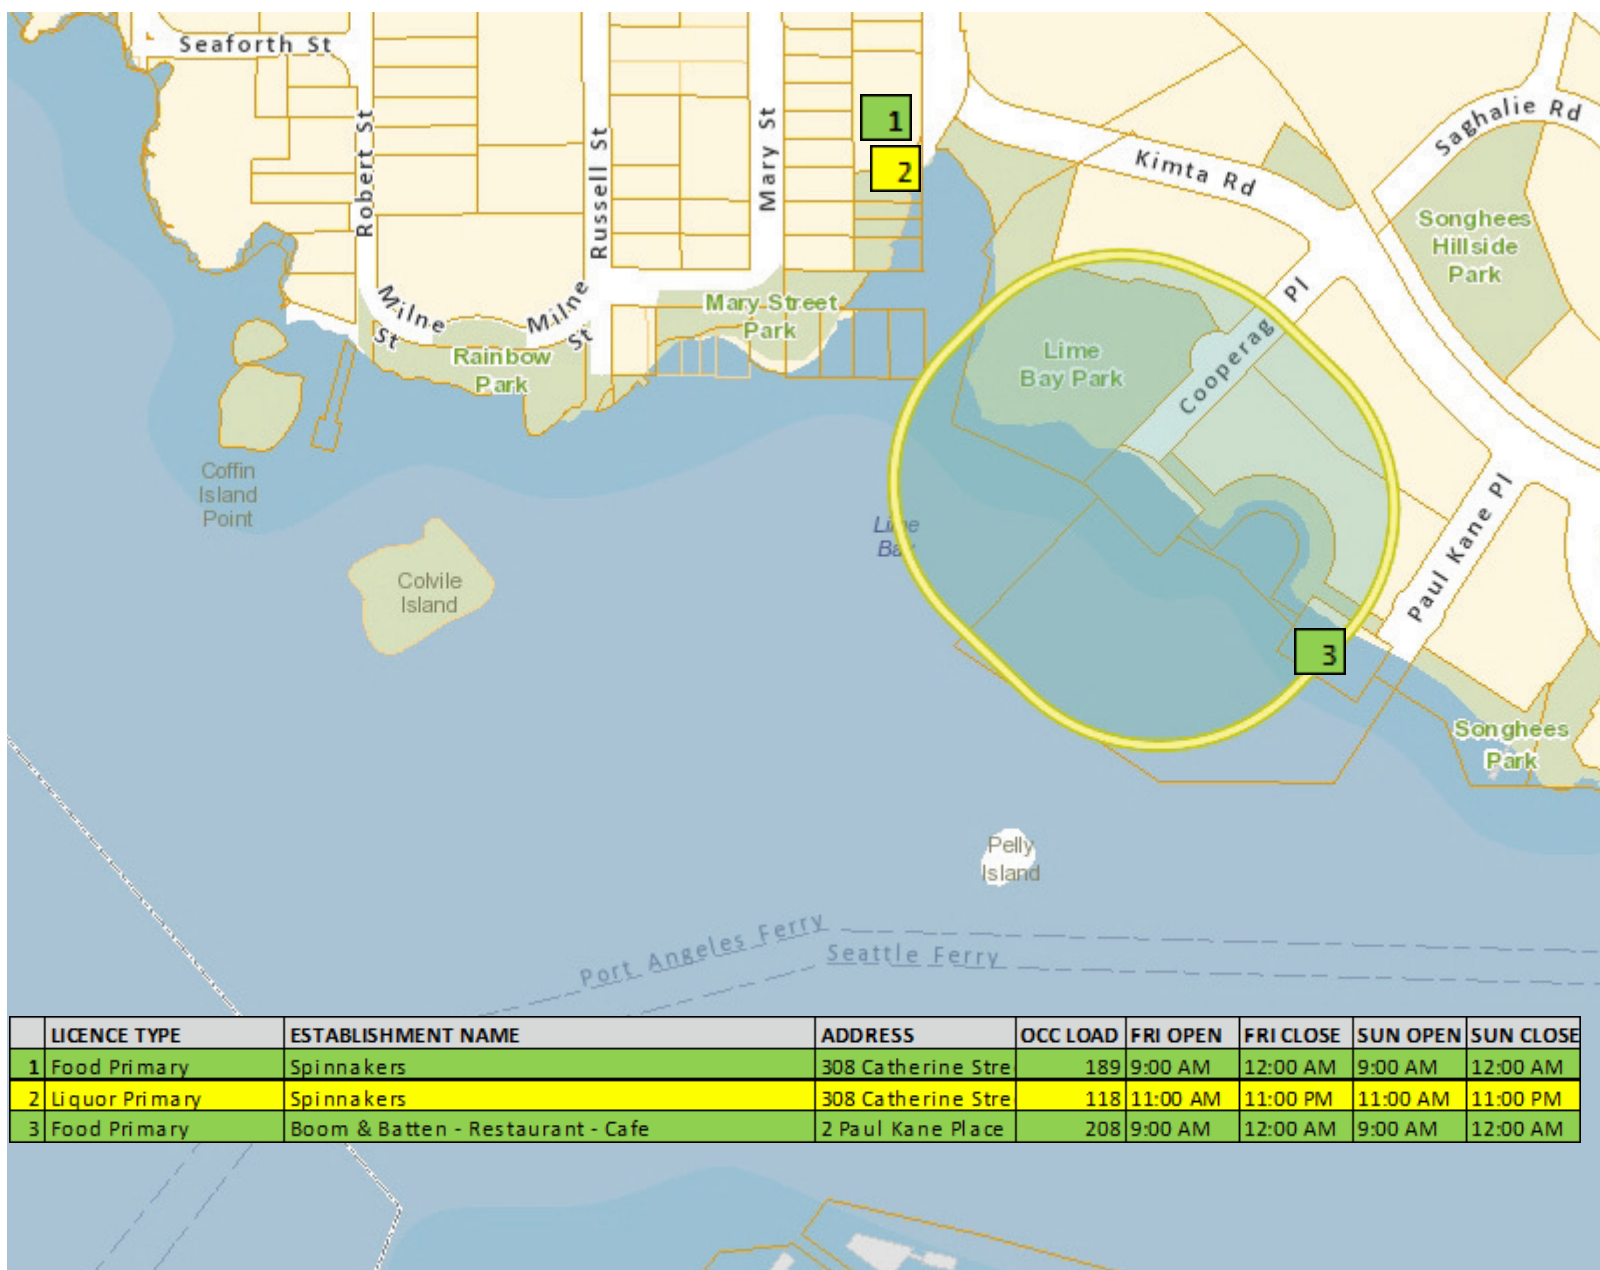 Seaforth St
Robert St
Russell St
Mary St
1
2
Kimta Rd
Saghalie Rd
Songhees
Hillside
Park
Milne
St
Milne
St
Mary Street
Park
Rainbow
Park
Lime
Bay Park
Cooperag Pl
Coffin
Island
Point
Lime
Bay
Colvile
Island
Paul Kane Pl
3
Songhees
Park
Pelly
Island
Port Angeles Ferry
Seattle Ferry
LICENCE TYPE ESTABLISHMENT NAME ADDRESS OCC LOAD FRI OPEN FRI CLOSE SUN OPEN SUN CLOSE
1 Food Primary Spinnakers 308 Catherine Stre 189 9:00 AM 12:00 AM 9:00 AM 12:00 AM
2 Liquor Primary Spinnakers 308 Catherine Stre 118 11:00 AM 11:00 PM 11:00 AM 11:00 PM
3 Food Primary Boom & Batten - Restaurant - Cafe 2 Paul Kane Place 208 9:00 AM 12:00 AM 9:00 AM 12:00 AM